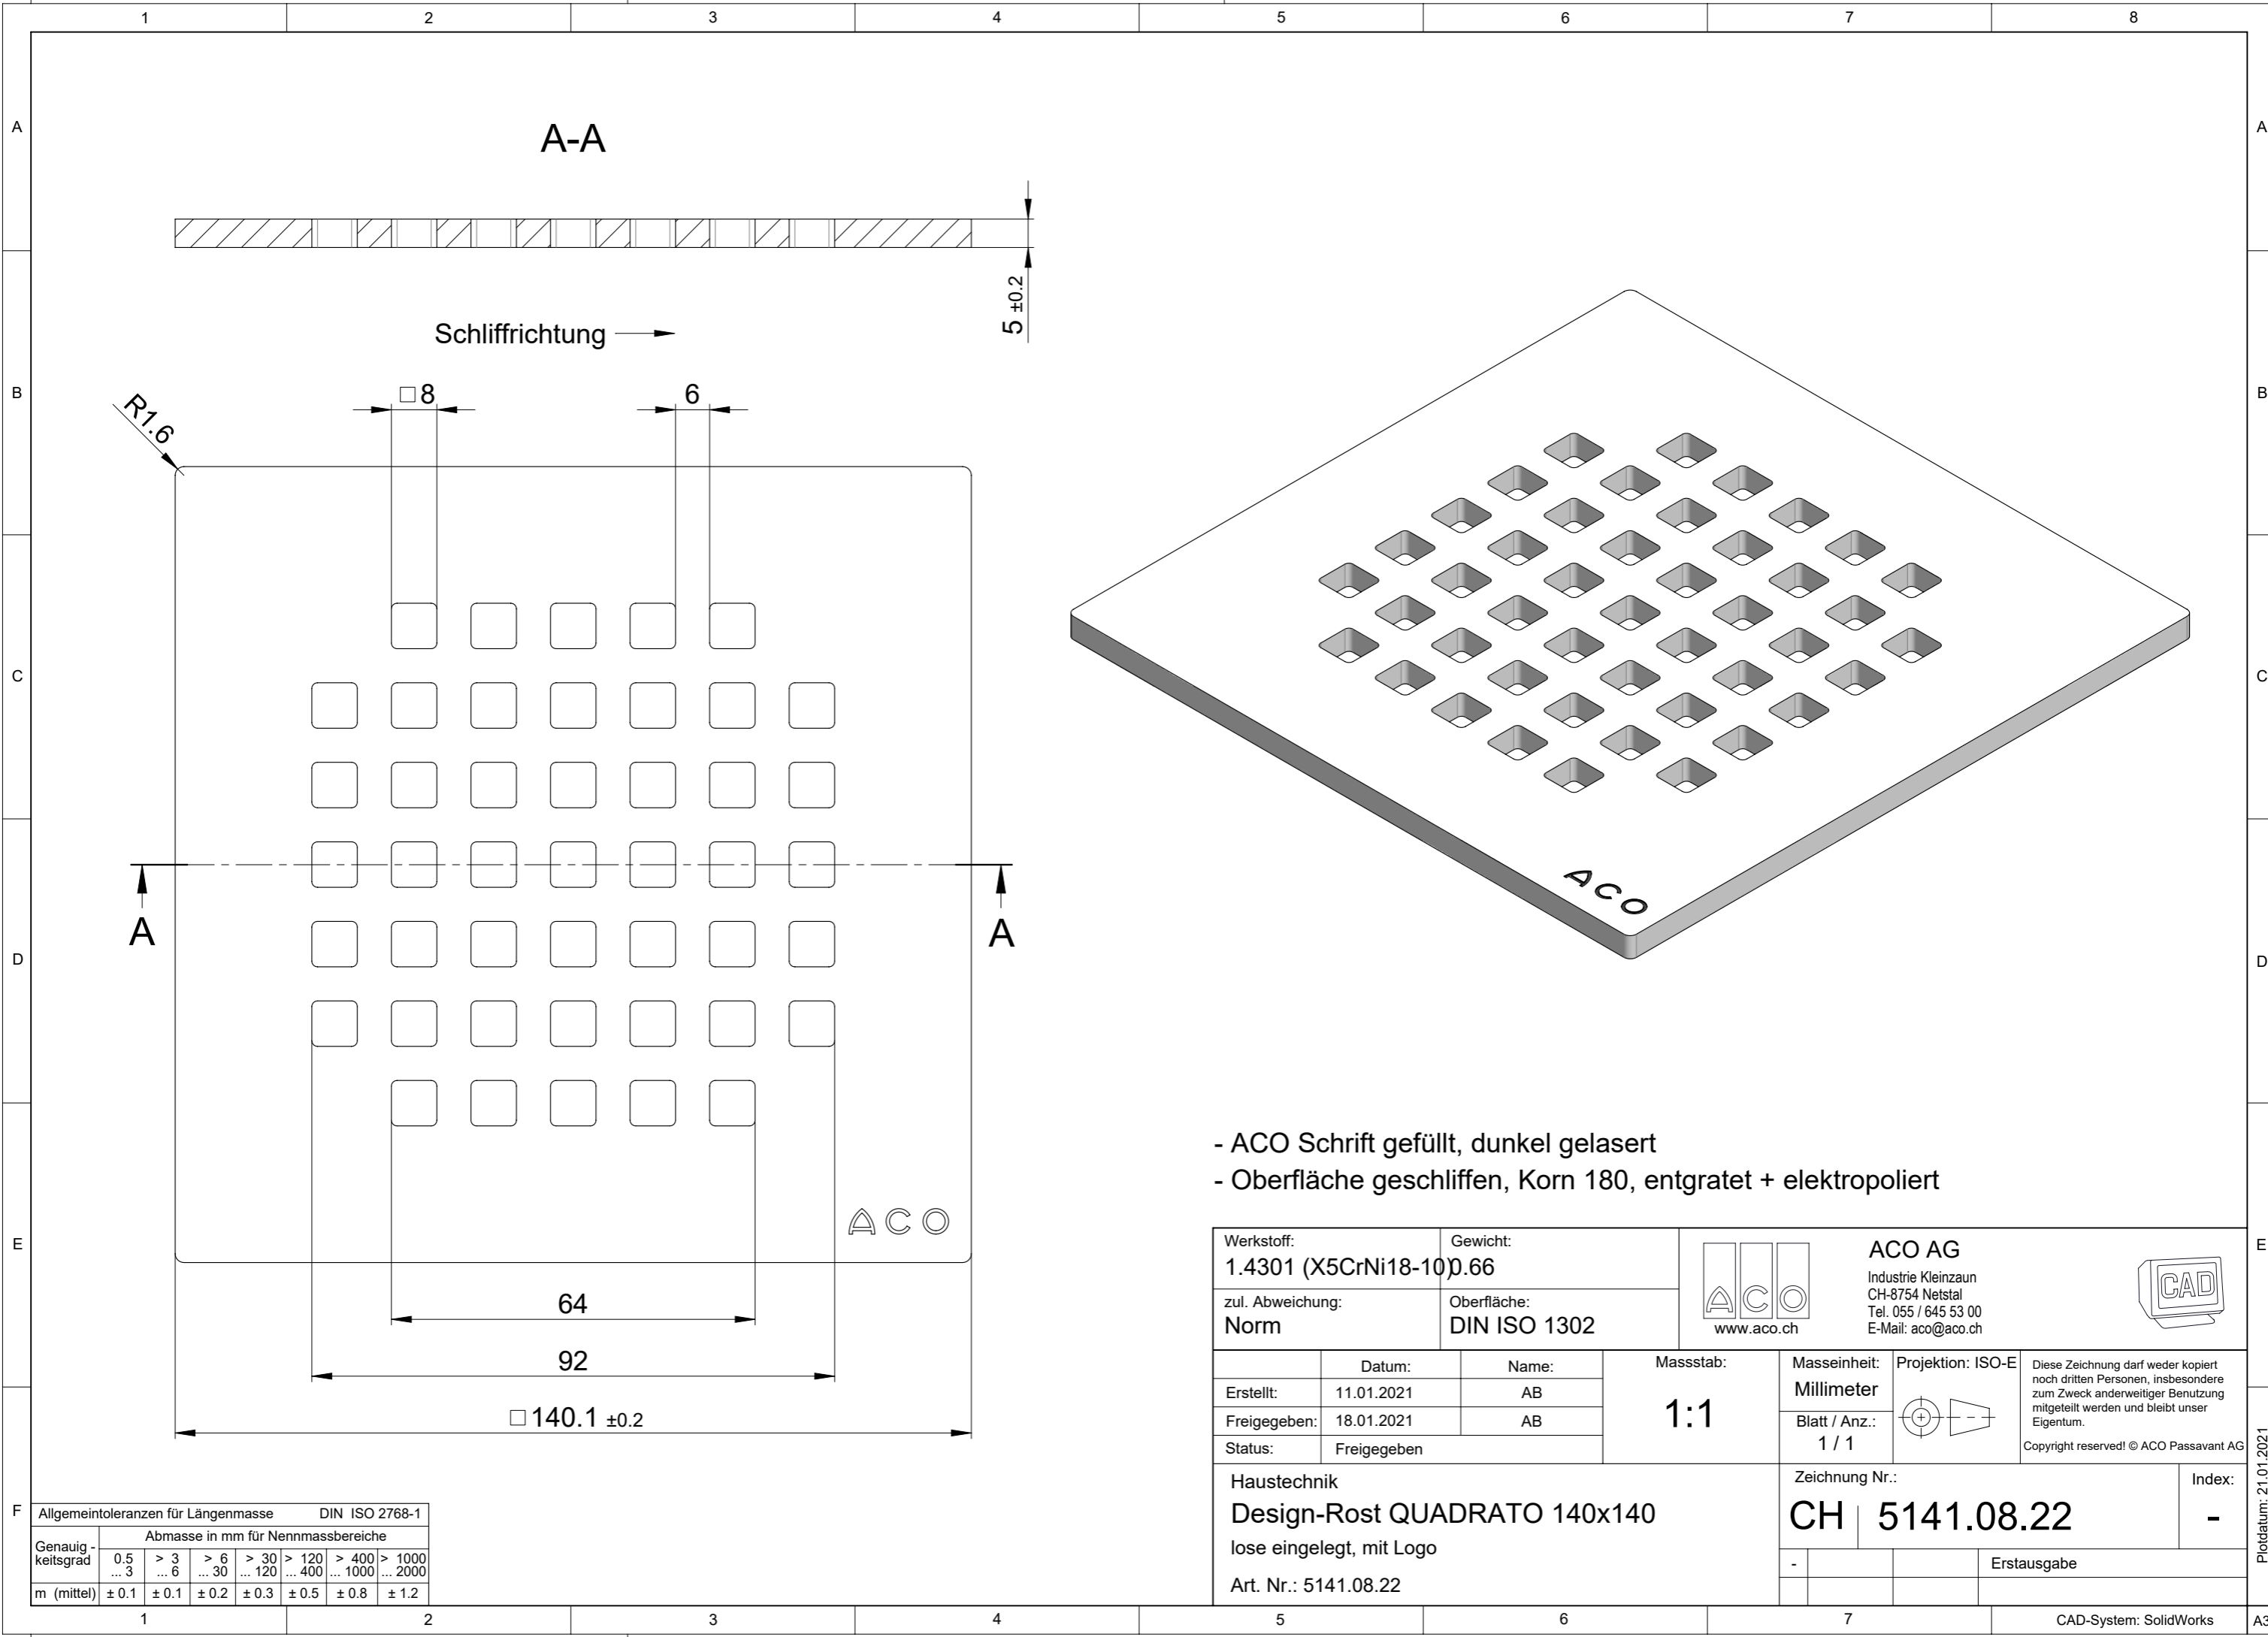 1 2 3 4 5 6 7 8
A A
A-A
5 ±0.2
Schliffrichtung
B B
R1.6
□ 8
6
C C
A A
D D
ACO
ACO
- ACO Schrift gefüllt, dunkel gelasert
- Oberfläche geschliffen, Korn 180, entgratet + elektropoliert
E E
64
92
□ 140.1 ±0.2
Werkstoff:
1.4301 (X5CrNi18-10)
Gewicht:
0.66
zul. Abweichung:
Norm
Oberfläche:
DIN ISO 1302
ACO
www.aco.ch
ACO AG
Industrie Kleinzaun
CH-8754 Netstal
Tel. 055 / 645 53 00
E-Mail: aco@aco.ch
CAD
Datum: Name:
Erstellt: 11.01.2021 AB
Freigegeben: 18.01.2021 AB
Status: Freigegeben
Massstab:
1:1
Masseinheit:
Millimeter
Blatt / Anz.:
1 / 1
Projektion: ISO-E
Diese Zeichnung darf weder kopiert
noch dritten Personen, insbesondere
zum Zweck anderweitiger Benutzung
mitgeteilt werden und bleibt unser
Eigentum.
Copyright reserved! © ACO Passavant AG
Haustechnik
Design-Rost QUADRATO 140x140
lose eingelegt, mit Logo
Art. Nr.: 5141.08.22
Zeichnung Nr.:
CH 5141.08.22
Index:
-
- Erstausgabe
Plotdatum: 21.01.2021
F
Allgemeintoleranzen für Längenmasse DIN ISO 2768-1
Genauig -
keitsgrad
Abmasse in mm für Nennmassbereiche
0.5 > 3 > 6 > 30 > 120 > 400 > 1000
... 3 ... 6 ... 30 ... 120 ... 400 ... 1000 ... 2000
m (mittel) ± 0.1 ± 0.1 ± 0.2 ± 0.3 ± 0.5 ± 0.8 ± 1.2
1 2 3 4 5 6 7
CAD-System: SolidWorks
A3